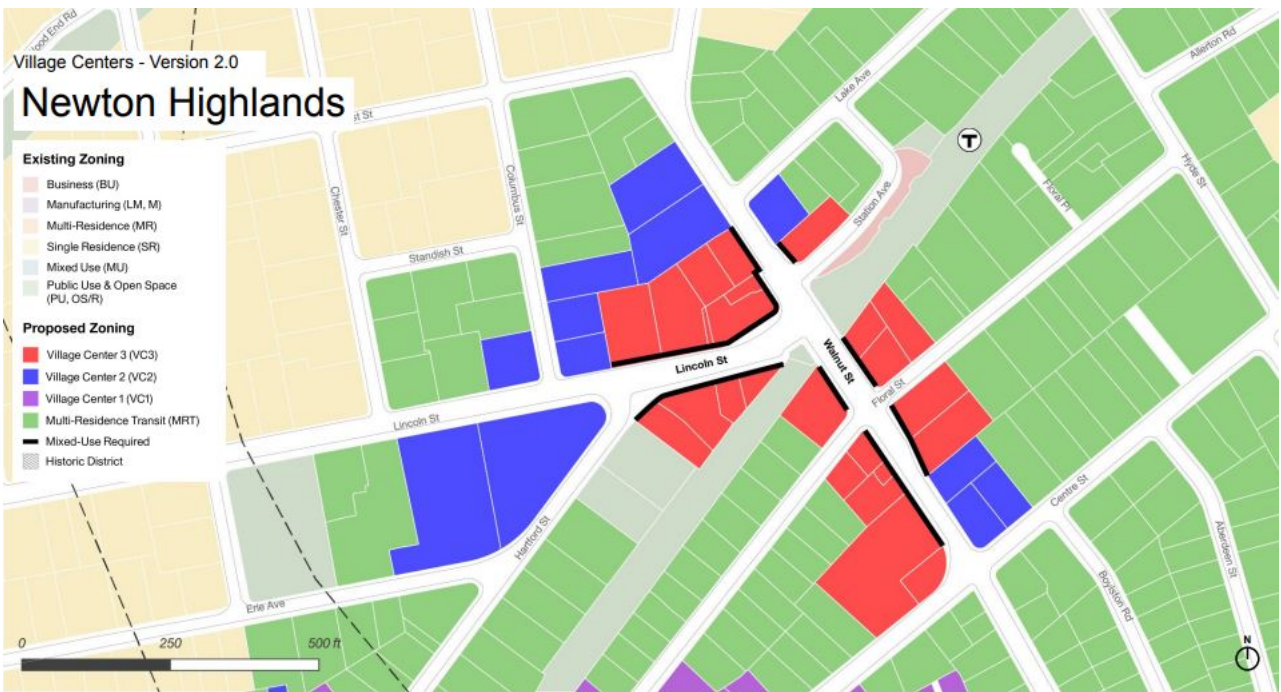 Village Centers - Version 2.0
Newton Highlands
Existing Zoning
Business (BU)
Manufacturing (LM, M)
Multi-Residence (MR)
Single Residence (SR)
Mixed Use (MU)
Public Use & Open Space
(PU, OS/R)
Proposed Zoning
Village Center 3 (VC3)
Village Center 2 (VC2)
Village Center 1 (VC1)
Multi-Residence Transit (MRT)
Mixed-Use Required
Historic District
End Rd
st St
Chester St
Columbus St
Standish St
Lincoln St
Lincoln St
Hartford St
Erie Ave
Lake Ave
Station Ave
T
Walnut St
Floral St
Floral Pl
Allerton Rd
Hyde St
Centre St
Boylston Rd
Aberdeen St
0
250
500 ft
N